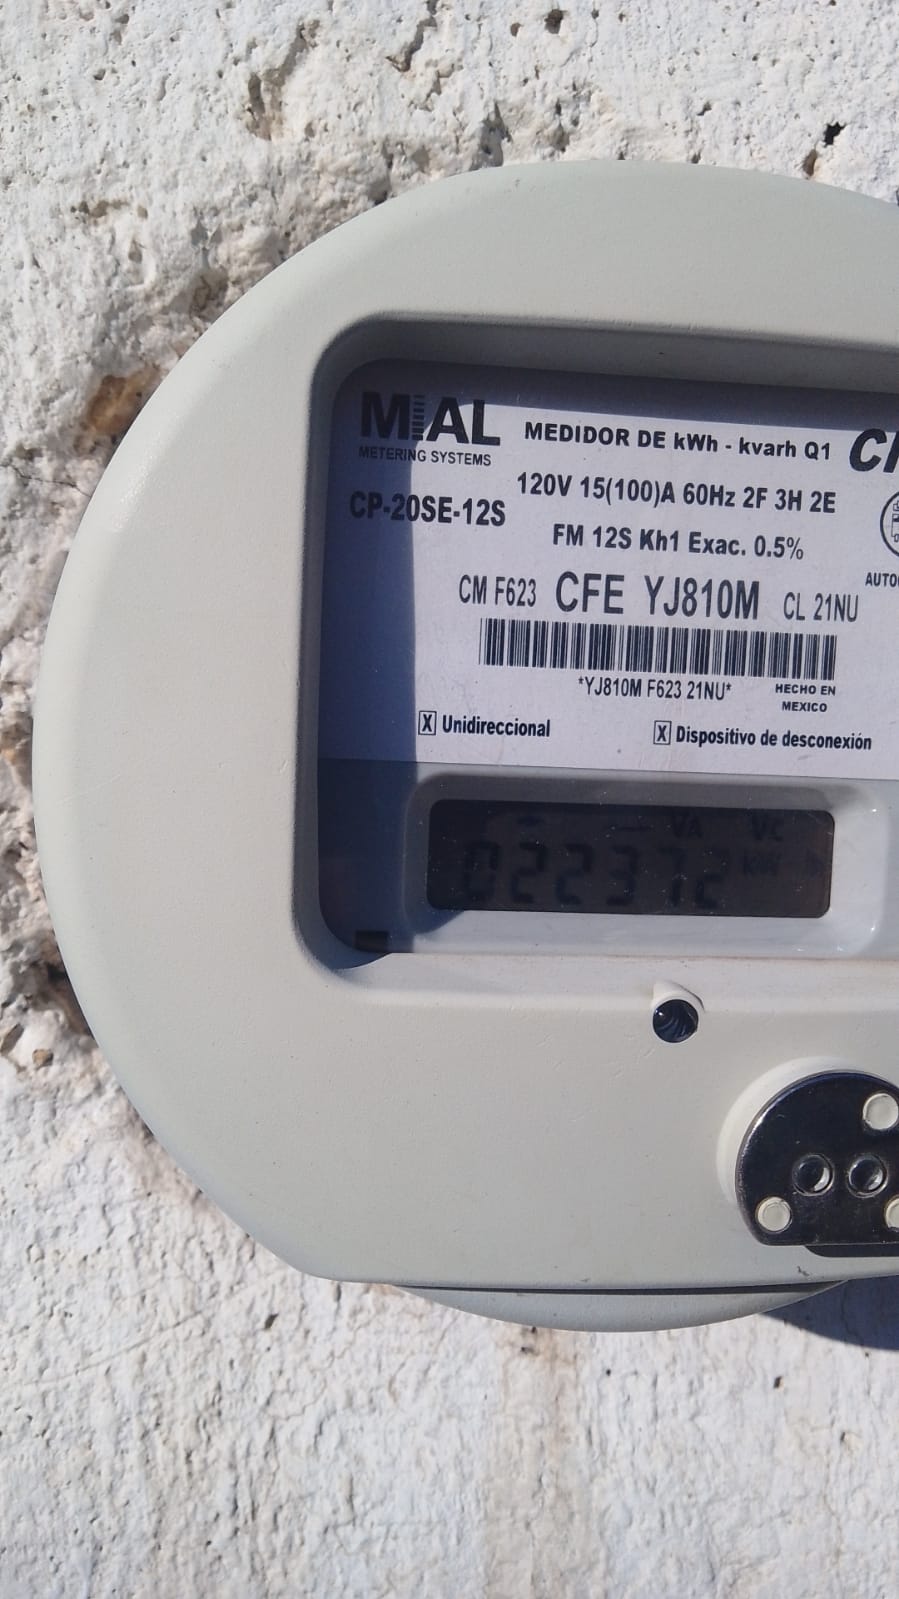 MIAL
METERING SYSTEMS
MEDIDOR DE kWh - kvarh Q1
CP-20SE-12S
120V 15(100)A 60Hz 2F 3H 2E
FM 12S Kh1 Exac. 0.5%
CM F623 CFE YJ810M CL 21NU
*YJ810M F623 21NU*
HECHO EN
MEXICO
X Unidireccional
X Dispositivo de desconexión
VA VC
022372